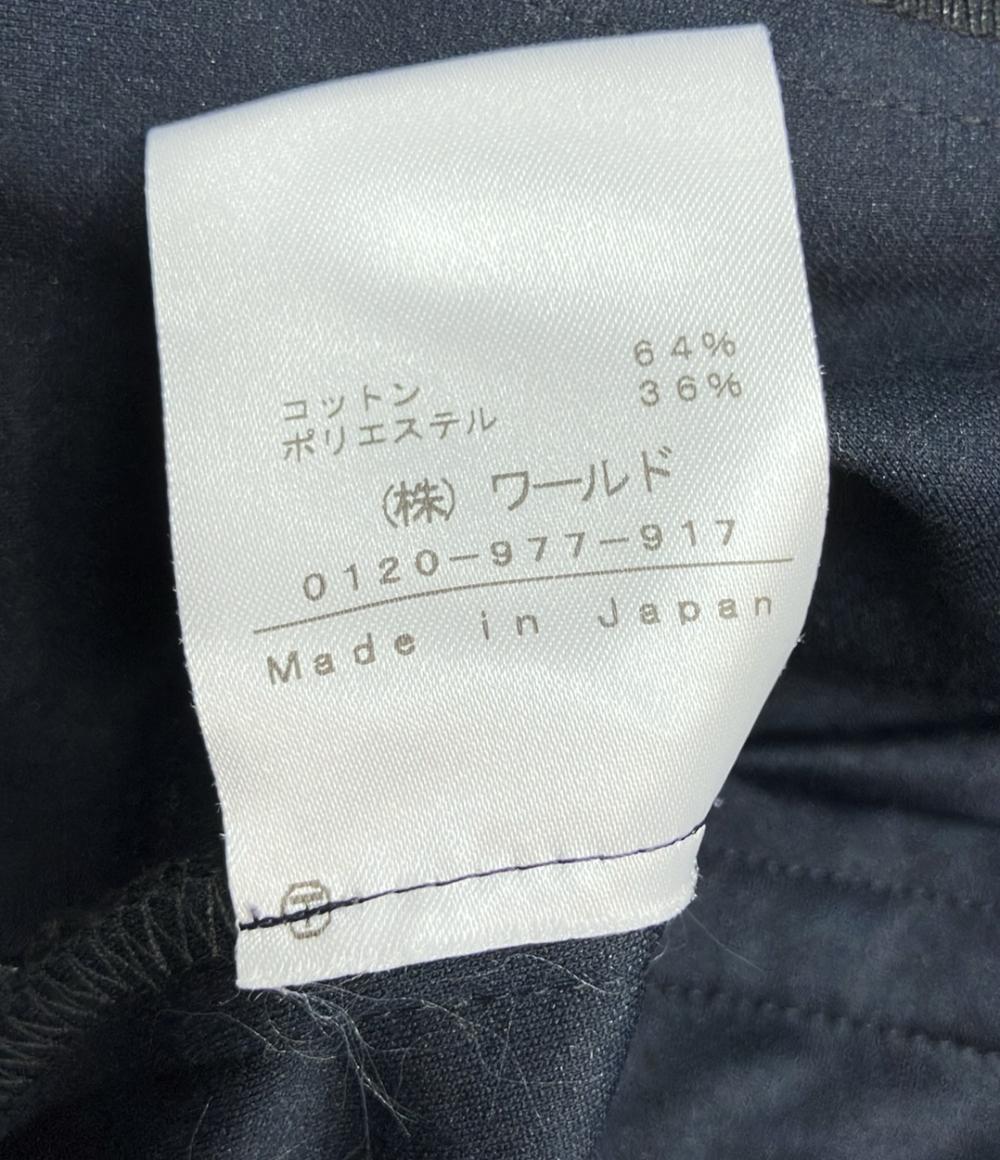 コットン 64%
ポリエステル 36%
(株) ワールド
0120-977-917
Made in Japan